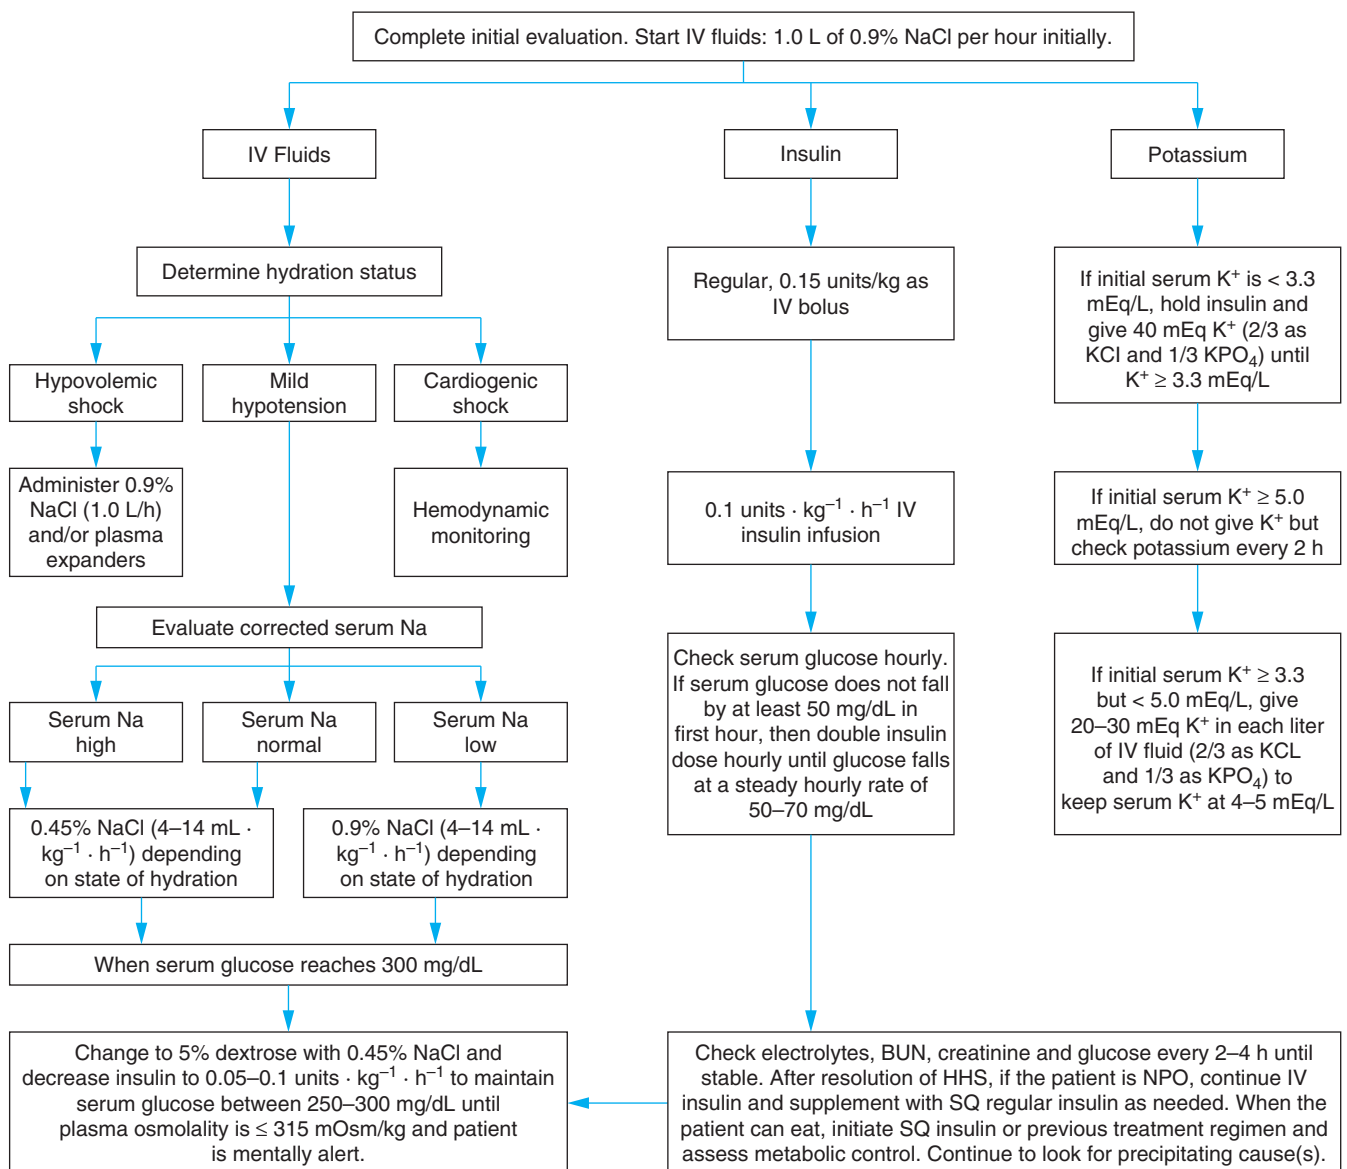 Complete initial evaluation. Start IV fluids: 1.0 L of 0.9% NaCl per hour initially.
IV Fluids
Insulin
Potassium
Determine hydration status
Regular, 0.15 units/kg as
IV bolus
If initial serum K⁺ is < 3.3
mEq/L, hold insulin and
give 40 mEq K⁺ (2/3 as
KCI and 1/3 KPO₄) until
K⁺ ≥ 3.3 mEq/L
Hypovolemic
shock
Mild
hypotension
Cardiogenic
shock
Administer 0.9%
NaCl (1.0 L/h)
and/or plasma
expanders
Hemodynamic
monitoring
0.1 units · kg⁻¹ · h⁻¹ IV
insulin infusion
If initial serum K⁺ ≥ 5.0
mEq/L, do not give K⁺ but
check potassium every 2 h
Evaluate corrected serum Na
Check serum glucose hourly.
If serum glucose does not fall
by at least 50 mg/dL in
first hour, then double insulin
dose hourly until glucose falls
at a steady hourly rate of
50–70 mg/dL
If initial serum K⁺ ≥ 3.3
but < 5.0 mEq/L, give
20–30 mEq K⁺ in each liter
of IV fluid (2/3 as KCL
and 1/3 as KPO₄) to
keep serum K⁺ at 4–5 mEq/L
Serum Na
high
Serum Na
normal
Serum Na
low
0.45% NaCl (4–14 mL ·
kg⁻¹ · h⁻¹) depending
on state of hydration
0.9% NaCl (4–14 mL ·
kg⁻¹ · h⁻¹) depending
on state of hydration
When serum glucose reaches 300 mg/dL
Change to 5% dextrose with 0.45% NaCl and
decrease insulin to 0.05–0.1 units · kg⁻¹ · h⁻¹ to maintain
serum glucose between 250–300 mg/dL until
plasma osmolality is ≤ 315 mOsm/kg and patient
is mentally alert.
Check electrolytes, BUN, creatinine and glucose every 2–4 h until
stable. After resolution of HHS, if the patient is NPO, continue IV
insulin and supplement with SQ regular insulin as needed. When the
patient can eat, initiate SQ insulin or previous treatment regimen and
assess metabolic control. Continue to look for precipitating cause(s).